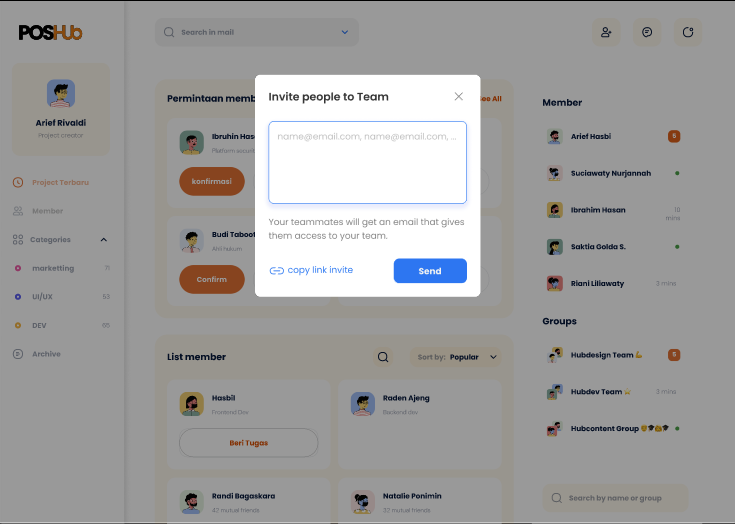 POSHub
Search in mail
Arief Rivaldi
Project creator
Project Terbaru
Member
Categories
marketting 71
UI/UX 53
DEV 65
Archive
Permintaan memb
See All
Ibruhin Has
Platform securit
konfirmasi
Budi Taboot
Ahli hukum
Confirm
Invite people to Team
name@email.com, name@email.com, ...
Your teammates will get an email that gives
them access to your team.
copy link invite
Send
List member
Sort by: Popular
Hasbil
Frontend Dev
Beri Tugas
Raden Ajeng
Backend dev
Randi Bagaskara
42 mutual friends
Natalie Ponimin
52 mutual friends
Member
Arief Hasbi 5
Suciawaty Nurjannah
Ibrahim Hasan 10
mins
Saktia Golda S.
Riani Liliawaty 2 mins
Groups
Hubdesign Team 💪 5
Hubdev Team ⭐ 3 mins
Hubcontent Group
Search by name or group